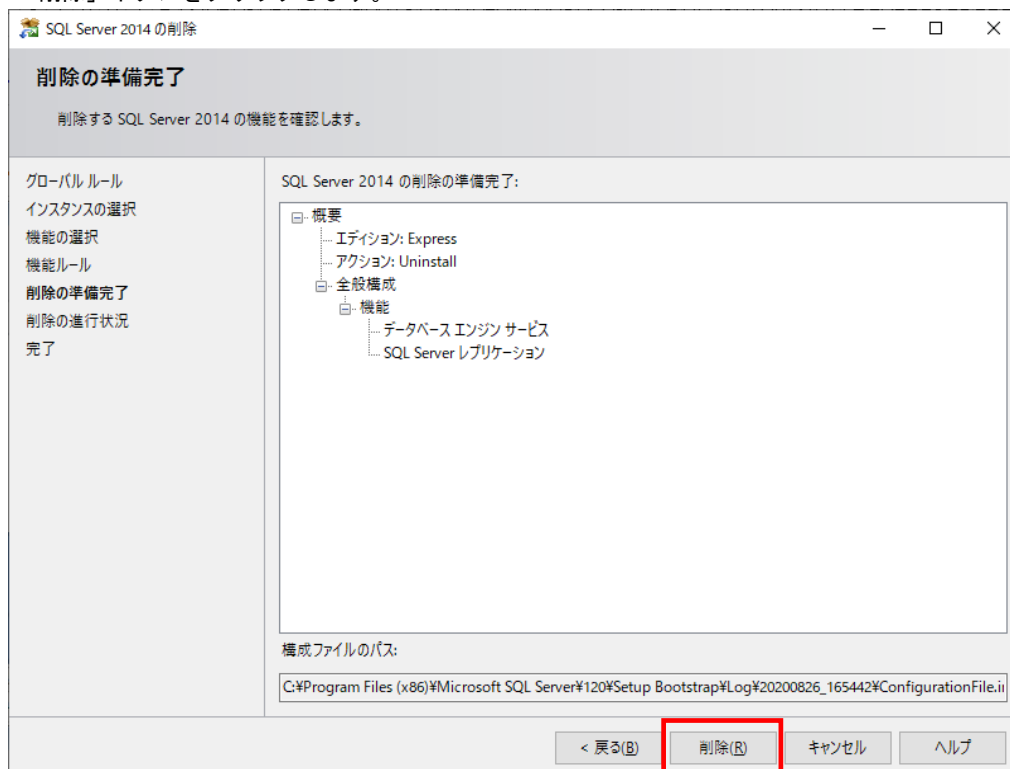 SQL Server 2014 の削除
削除の準備完了
削除する SQL Server 2014 の機能を確認します。
グローバル ルール
インスタンスの選択
機能の選択
機能ルール
削除の準備完了
削除の進行状況
完了
SQL Server 2014 の削除の準備完了:
概要
エディション: Express
アクション: Uninstall
全般構成
機能
データベース エンジン サービス
SQL Server レプリケーション
構成ファイルのパス:
C:¥Program Files (x86)¥Microsoft SQL Server¥120¥Setup Bootstrap¥Log¥20200826_165442¥ConfigurationFile.ii
< 戻る(B)
削除(R)
キャンセル
ヘルプ